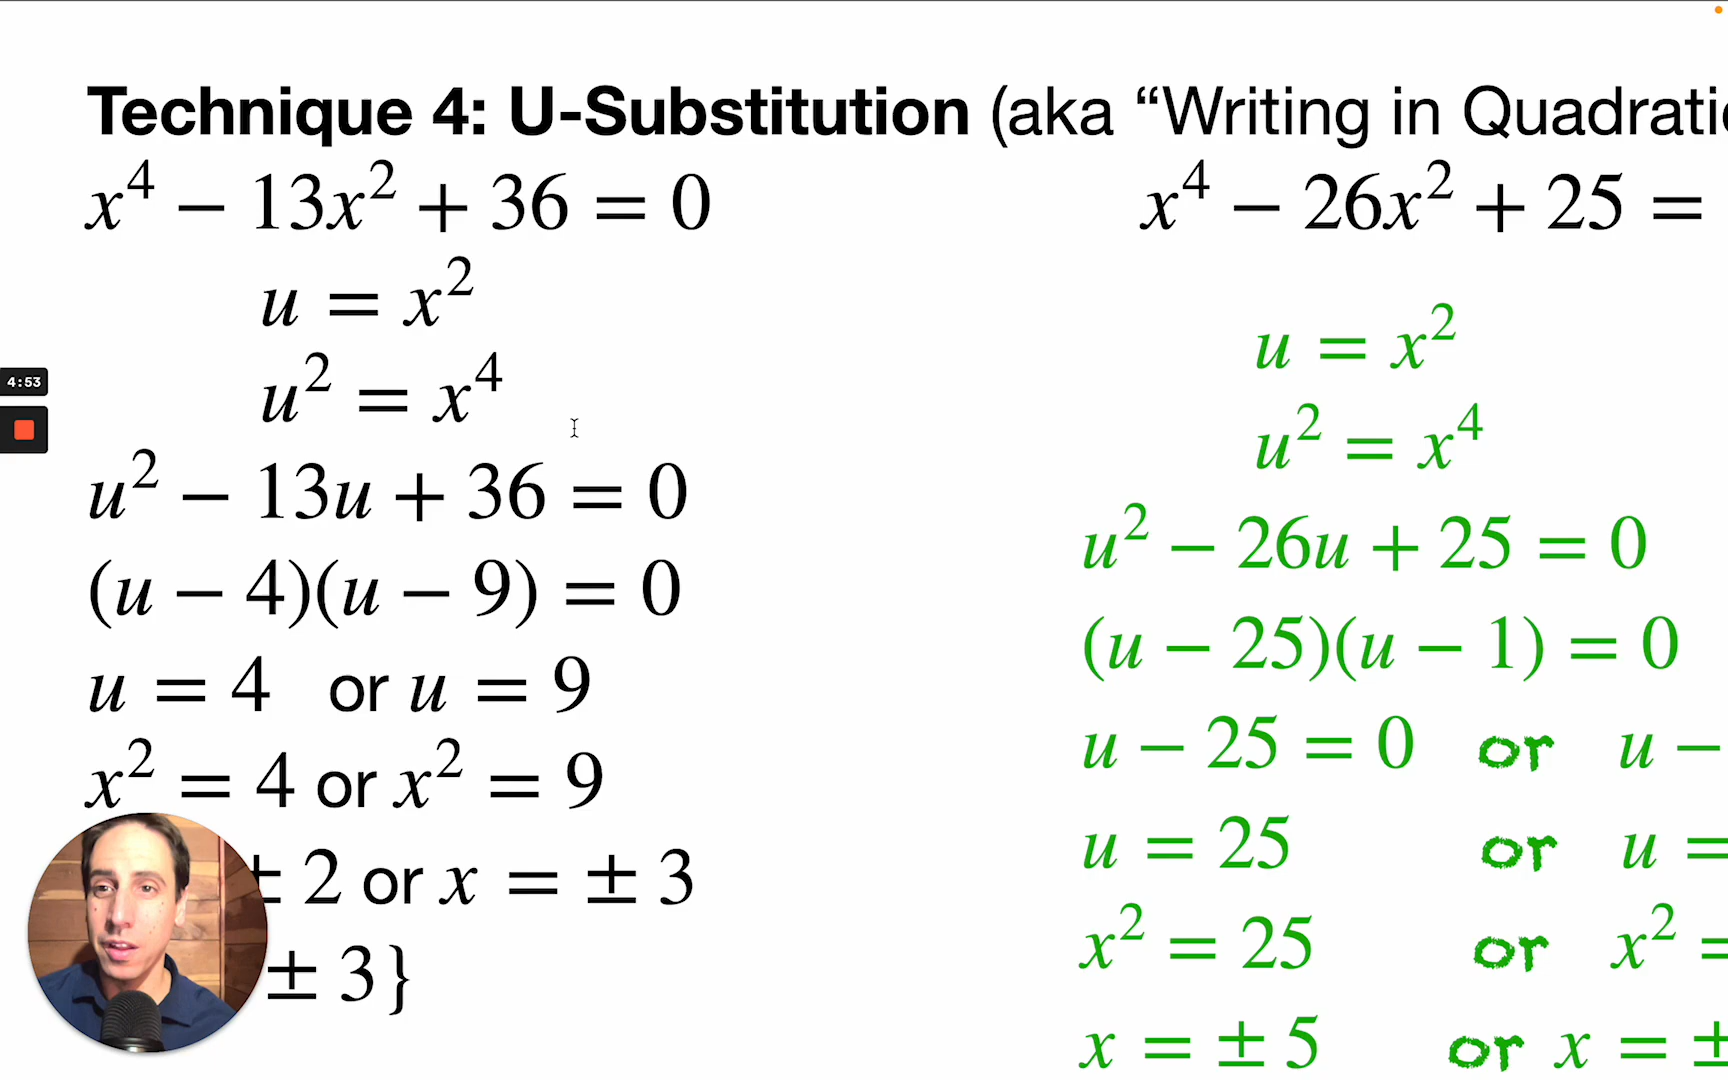 Technique 4: U-Substitution (aka “Writing in Quadratic
x⁴ − 13x² + 36 = 0
u = x²
u² = x⁴
u² − 13u + 36 = 0
(u − 4)(u − 9) = 0
u = 4 or u = 9
x² = 4 or x² = 9
± 2 or x = ± 3
± 3}
x⁴ − 26x² + 25 =
u = x²
u² = x⁴
u² − 26u + 25 = 0
(u − 25)(u − 1) = 0
u − 25 = 0 or u −
u = 25 or u =
x² = 25 or x² =
x = ± 5 or x = ±
4:53